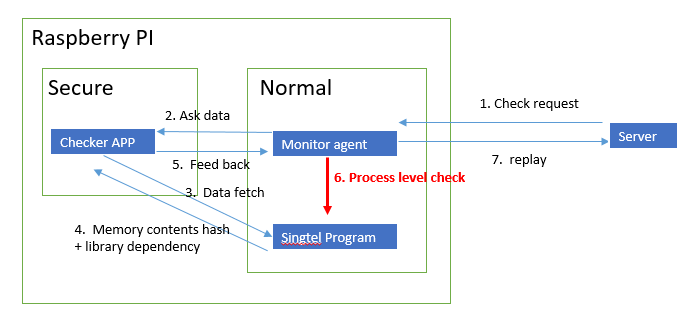 Raspberry PI
Secure
Normal
1. Check request
2. Ask data
Checker APP
Monitor agent
Server
5. Feed back
7. replay
6. Process level check
3. Data fetch
4. Memory contents hash
+ library dependency
Singtel Program